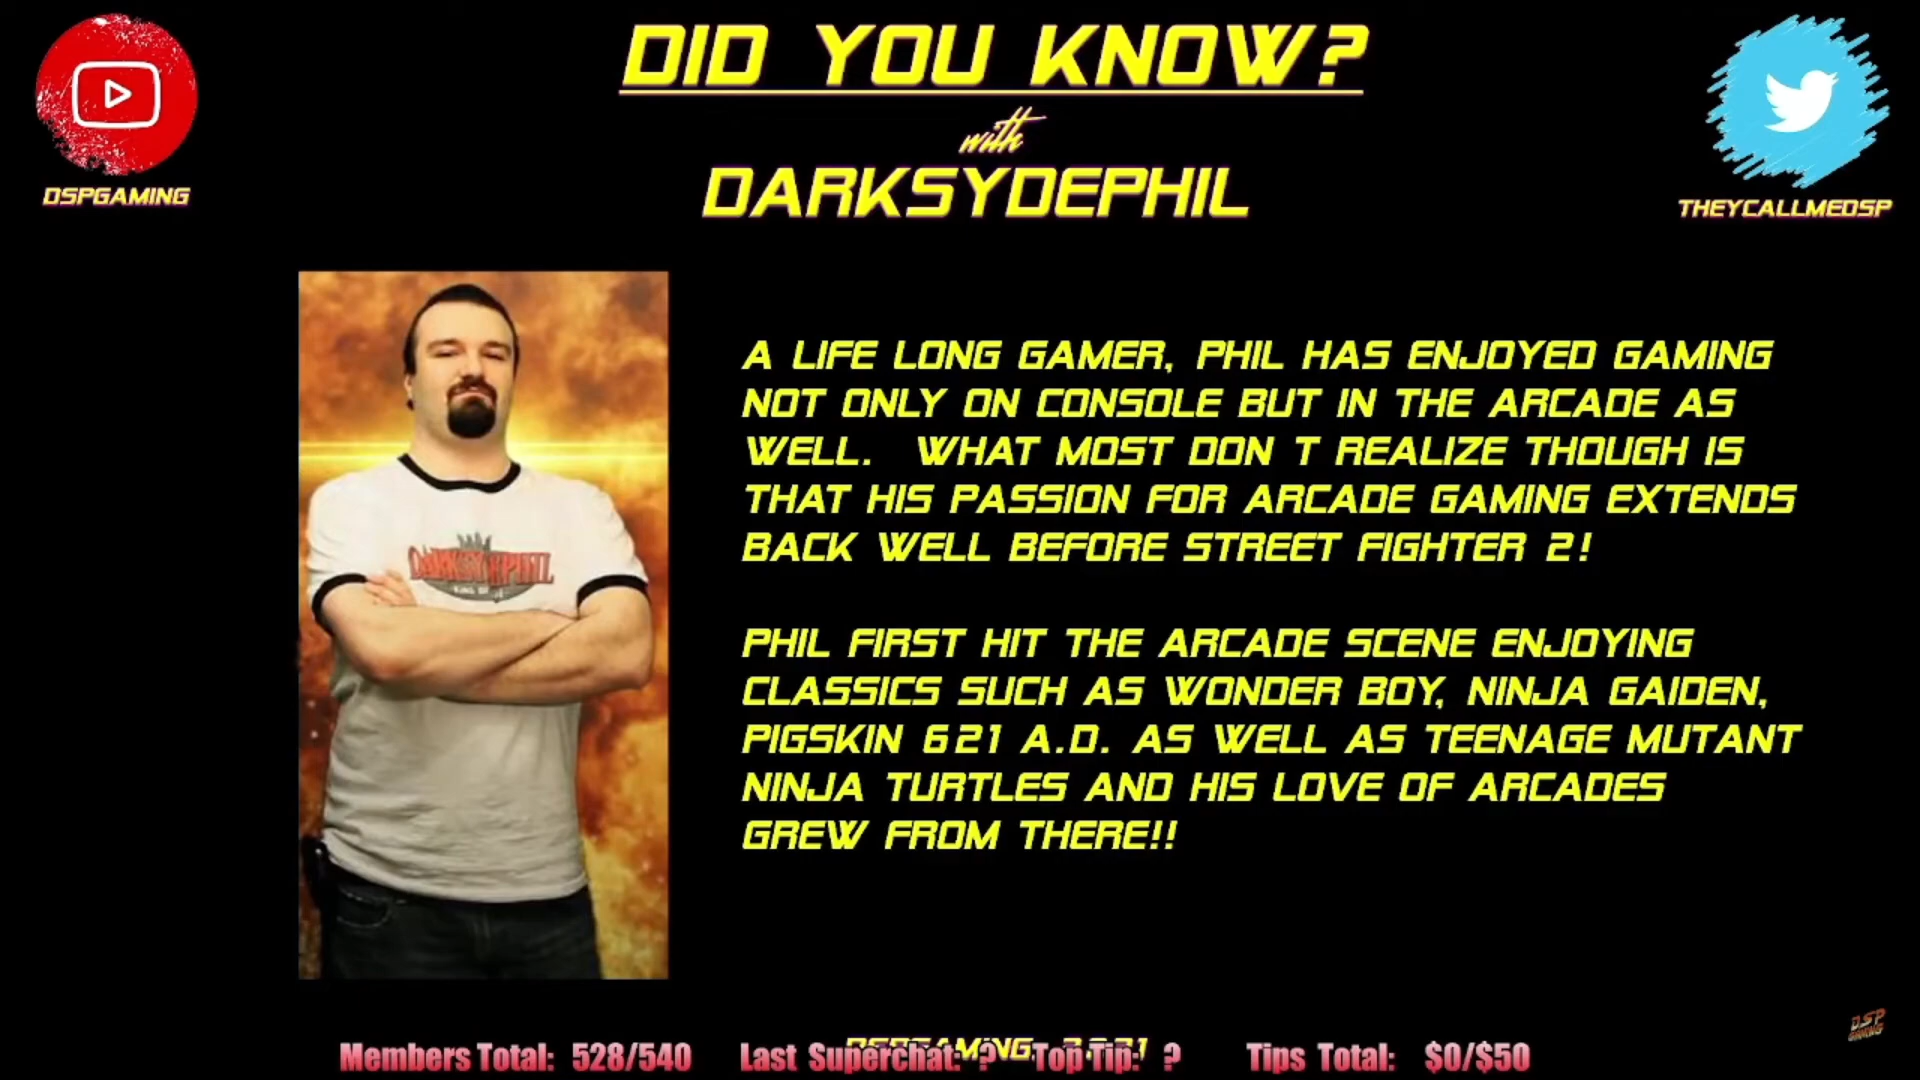 DID YOU KNOW?
with
DARKSYDEPHIL
DSPGAMING
THEYCALLMEDSP
DARKSYDEPHIL
A LIFE LONG GAMER, PHIL HAS ENJOYED GAMING
NOT ONLY ON CONSOLE BUT IN THE ARCADE AS
WELL. WHAT MOST DON T REALIZE THOUGH IS
THAT HIS PASSION FOR ARCADE GAMING EXTENDS
BACK WELL BEFORE STREET FIGHTER 2!
PHIL FIRST HIT THE ARCADE SCENE ENJOYING
CLASSICS SUCH AS WONDER BOY, NINJA GAIDEN,
PIGSKIN 621 A.D. AS WELL AS TEENAGE MUTANT
NINJA TURTLES AND HIS LOVE OF ARCADES
GREW FROM THERE!!
DSP GAMING
DSPGAMING
Members Total: 528/540 Last Superchat: ? Top Tip: ? Tips Total: $0/$50